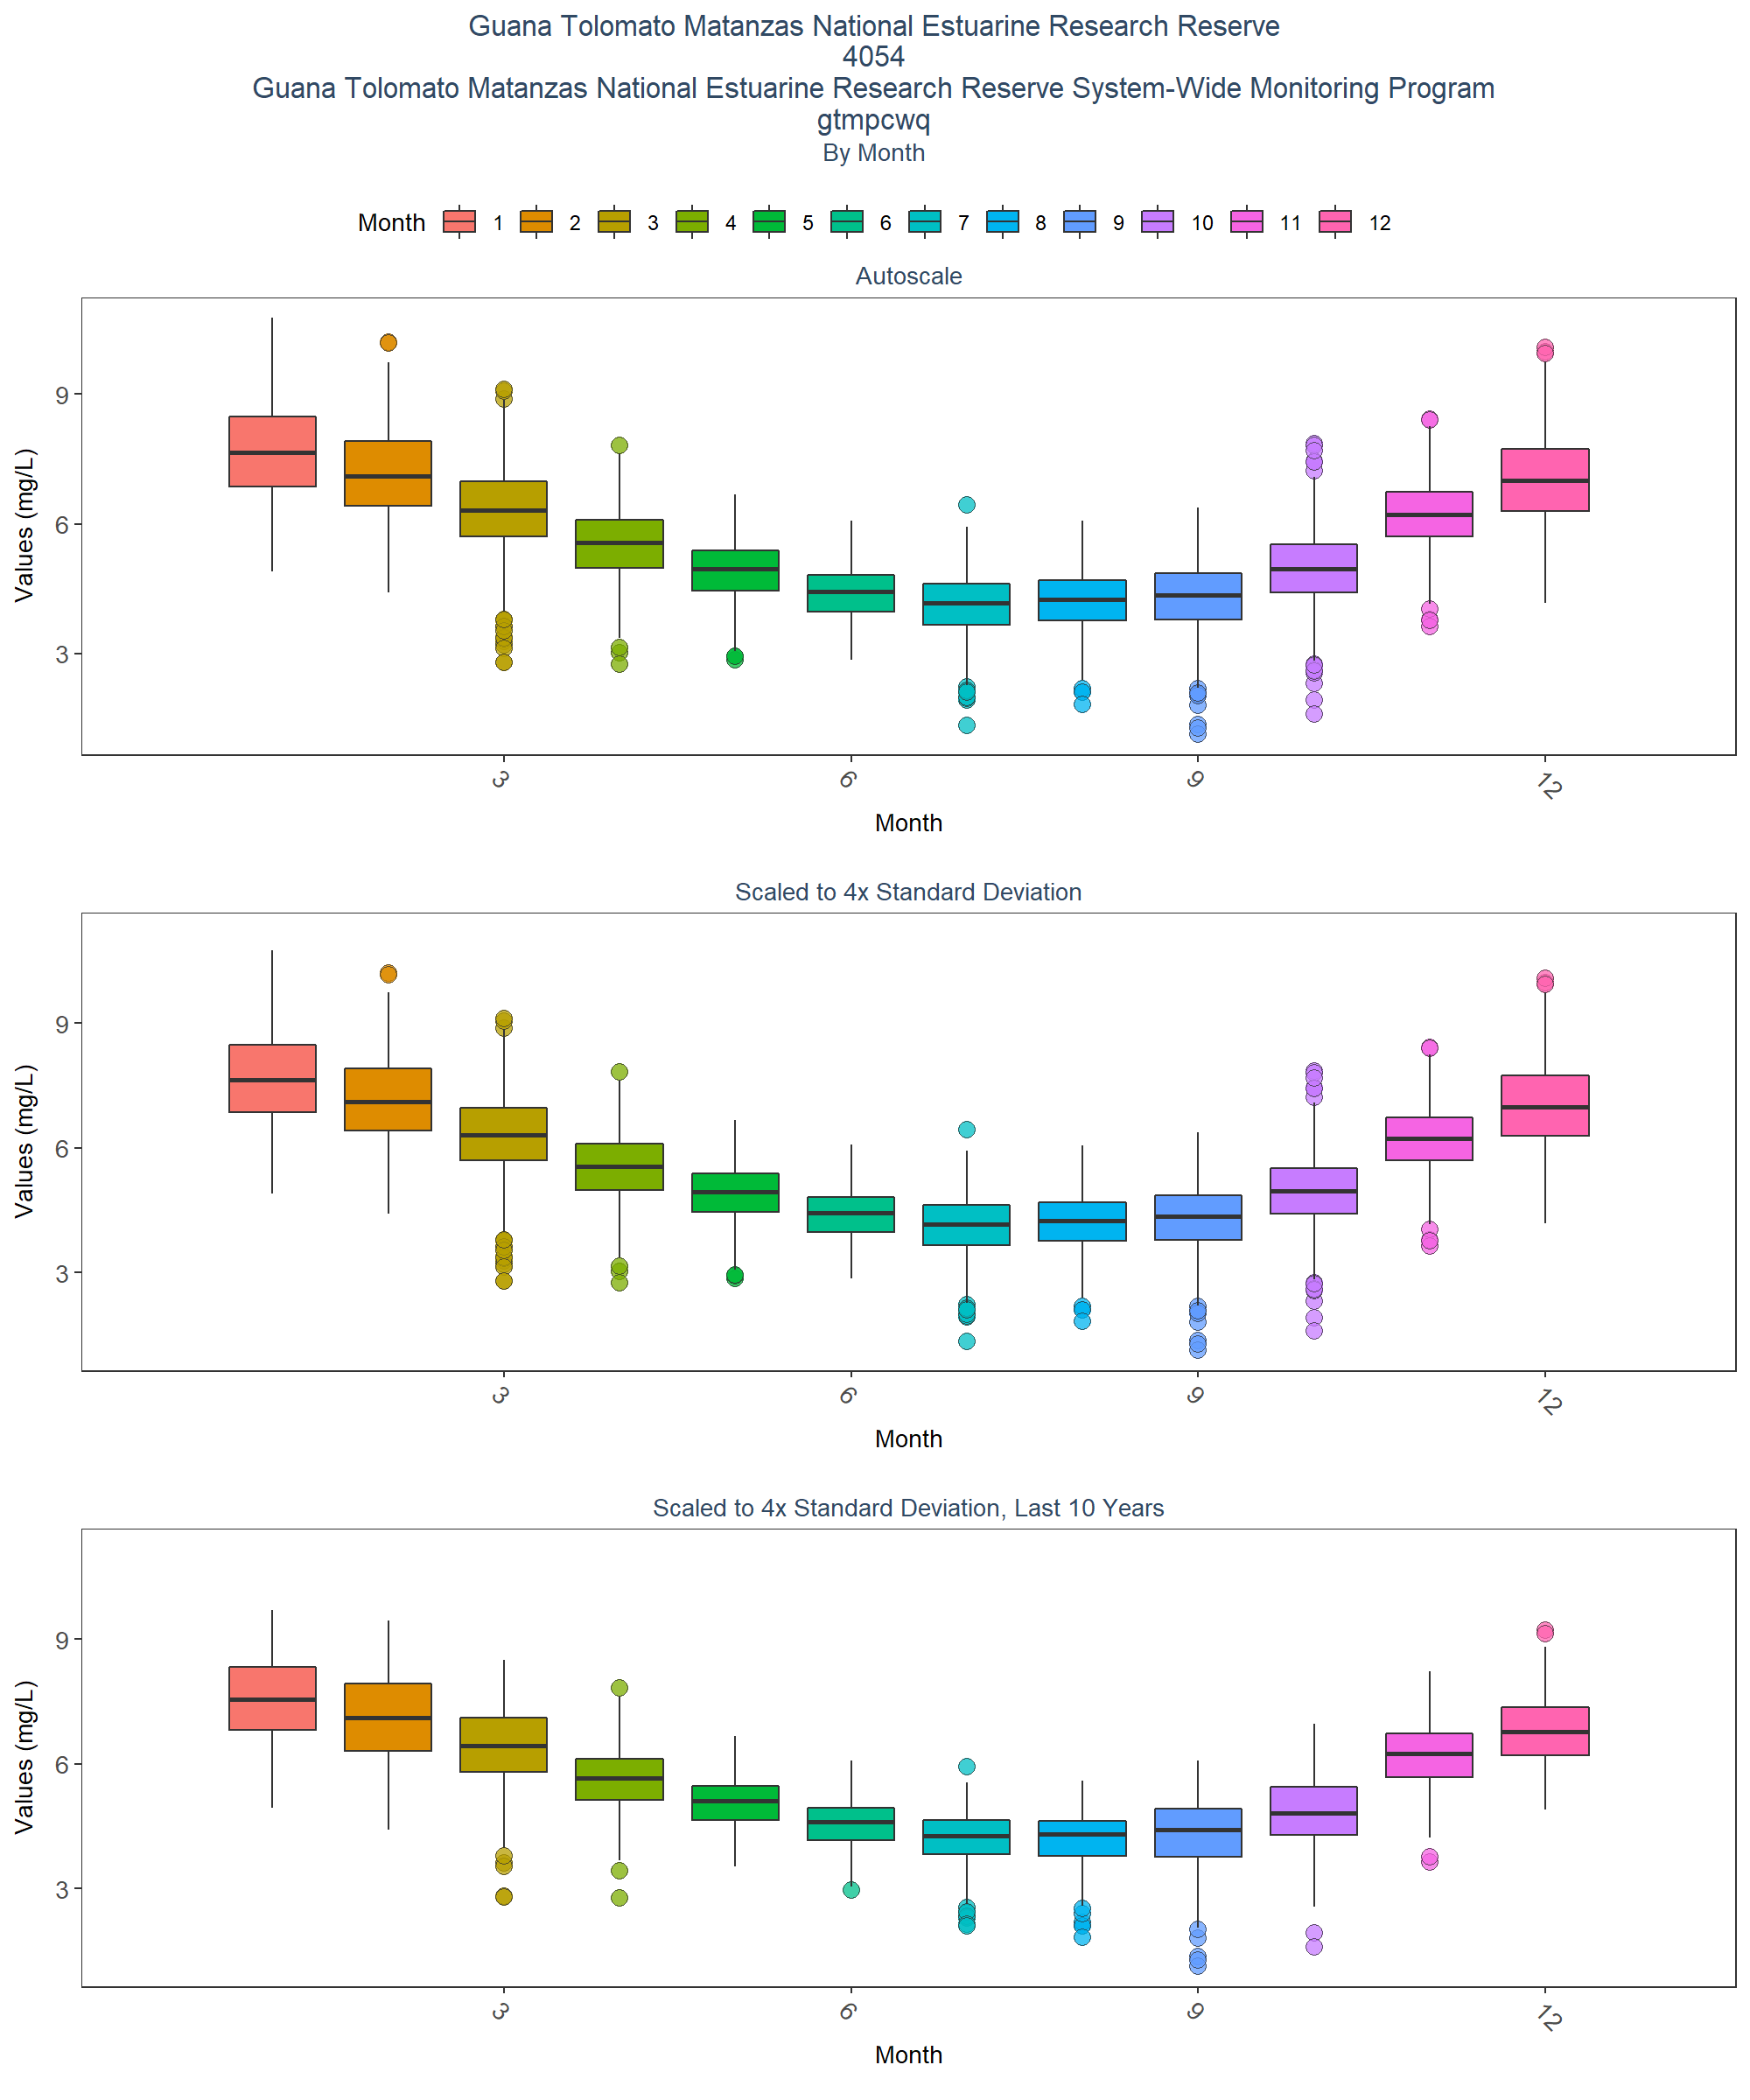 Guana Tolomato Matanzas National Estuarine Research Reserve
4054
Guana Tolomato Matanzas National Estuarine Research Reserve System-Wide Monitoring Program
gtmpcwq
By Month
Month 1 2 3 4 5 6 7 8 9 10 11 12
Autoscale
Values (mg/L)
9
6
3
3 6 9 12
Month
Scaled to 4x Standard Deviation
Values (mg/L)
9
6
3
3 6 9 12
Month
Scaled to 4x Standard Deviation, Last 10 Years
Values (mg/L)
9
6
3
3 6 9 12
Month